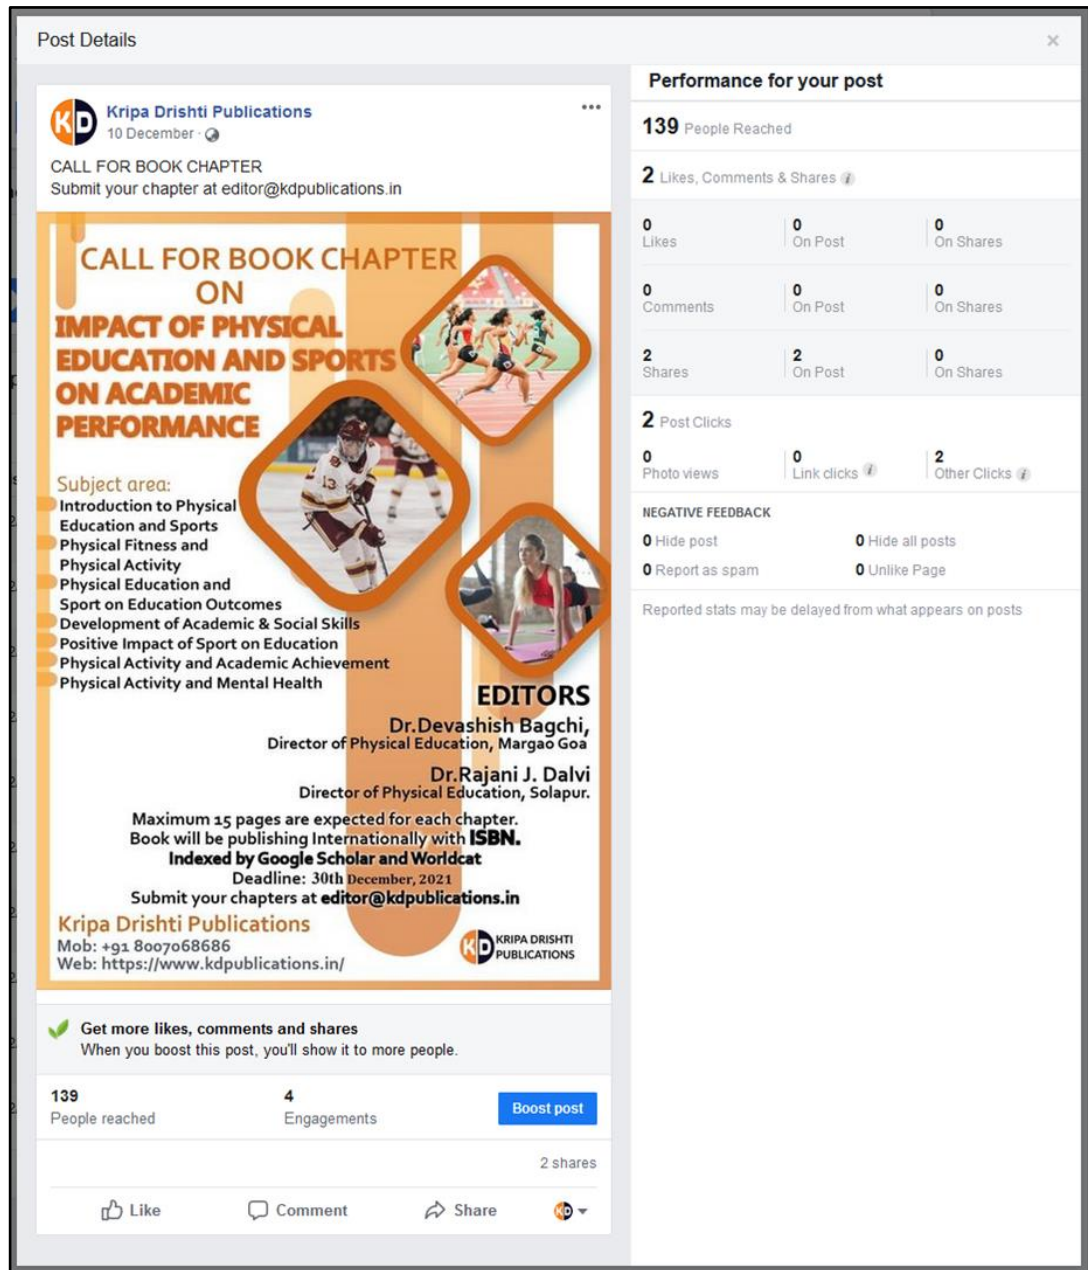 Post Details
×
Kripa Drishti Publications
10 December ·
CALL FOR BOOK CHAPTER
Submit your chapter at editor@kdpublications.in
CALL FOR BOOK CHAPTER
ON
IMPACT OF PHYSICAL
EDUCATION AND SPORTS
ON ACADEMIC
PERFORMANCE
13
Subject area:
Introduction to Physical
Education and Sports
Physical Fitness and
Physical Activity
Physical Education and
Sport on Education Outcomes
Development of Academic & Social Skills
Positive Impact of Sport on Education
Physical Activity and Academic Achievement
Physical Activity and Mental Health
EDITORS
Dr.Devashish Bagchi,
Director of Physical Education, Margao Goa
Dr.Rajani J. Dalvi
Director of Physical Education, Solapur.
Maximum 15 pages are expected for each chapter.
Book will be publishing Internationally with ISBN.
Indexed by Google Scholar and Worldcat
Deadline: 30th December, 2021
Submit your chapters at editor@kdpublications.in
Kripa Drishti Publications
Mob: +91 8007068686
Web: https://www.kdpublications.in/
KD KRIPA DRISHTI
PUBLICATIONS
Get more likes, comments and shares
When you boost this post, you'll show it to more people.
139 4 Boost post
People reached Engagements
2 shares
Like Comment Share KD
Performance for your post
139 People Reached
2 Likes, Comments & Shares i
0 0 0
Likes On Post On Shares
0 0 0
Comments On Post On Shares
2 2 0
Shares On Post On Shares
2 Post Clicks
0 0 2
Photo views Link clicks i Other Clicks i
NEGATIVE FEEDBACK
0 Hide post 0 Hide all posts
0 Report as spam 0 Unlike Page
Reported stats may be delayed from what appears on posts